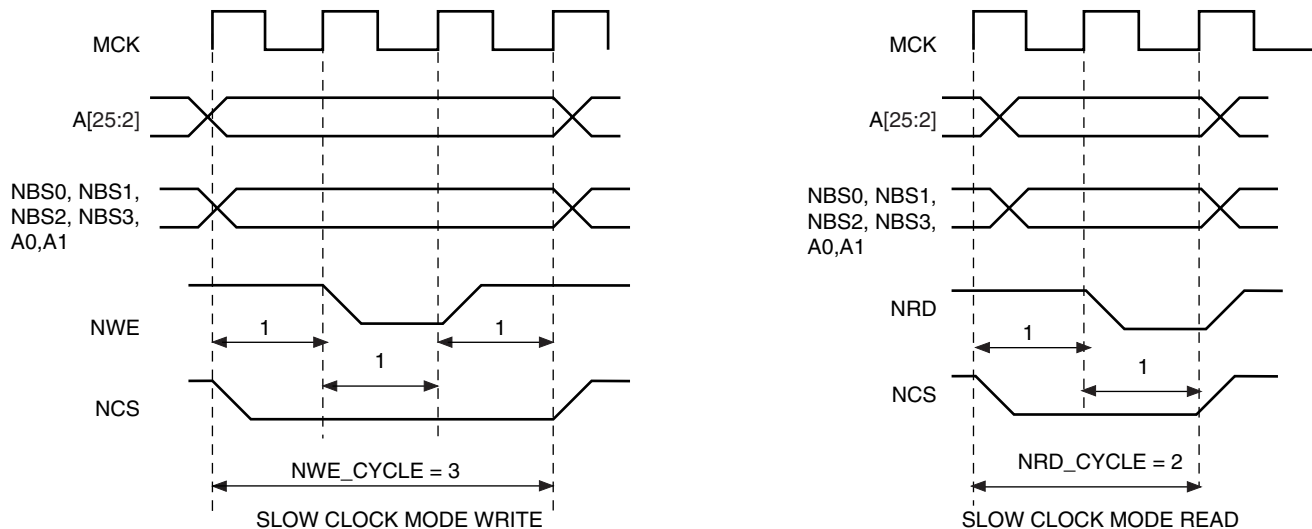 MCK
A[25:2]
NBS0, NBS1,
NBS2, NBS3,
A0,A1
NWE
1
1
1
NCS
NWE_CYCLE = 3
SLOW CLOCK MODE WRITE
MCK
A[25:2]
NBS0, NBS1,
NBS2, NBS3,
A0,A1
NRD
1
1
NCS
NRD_CYCLE = 2
SLOW CLOCK MODE READ